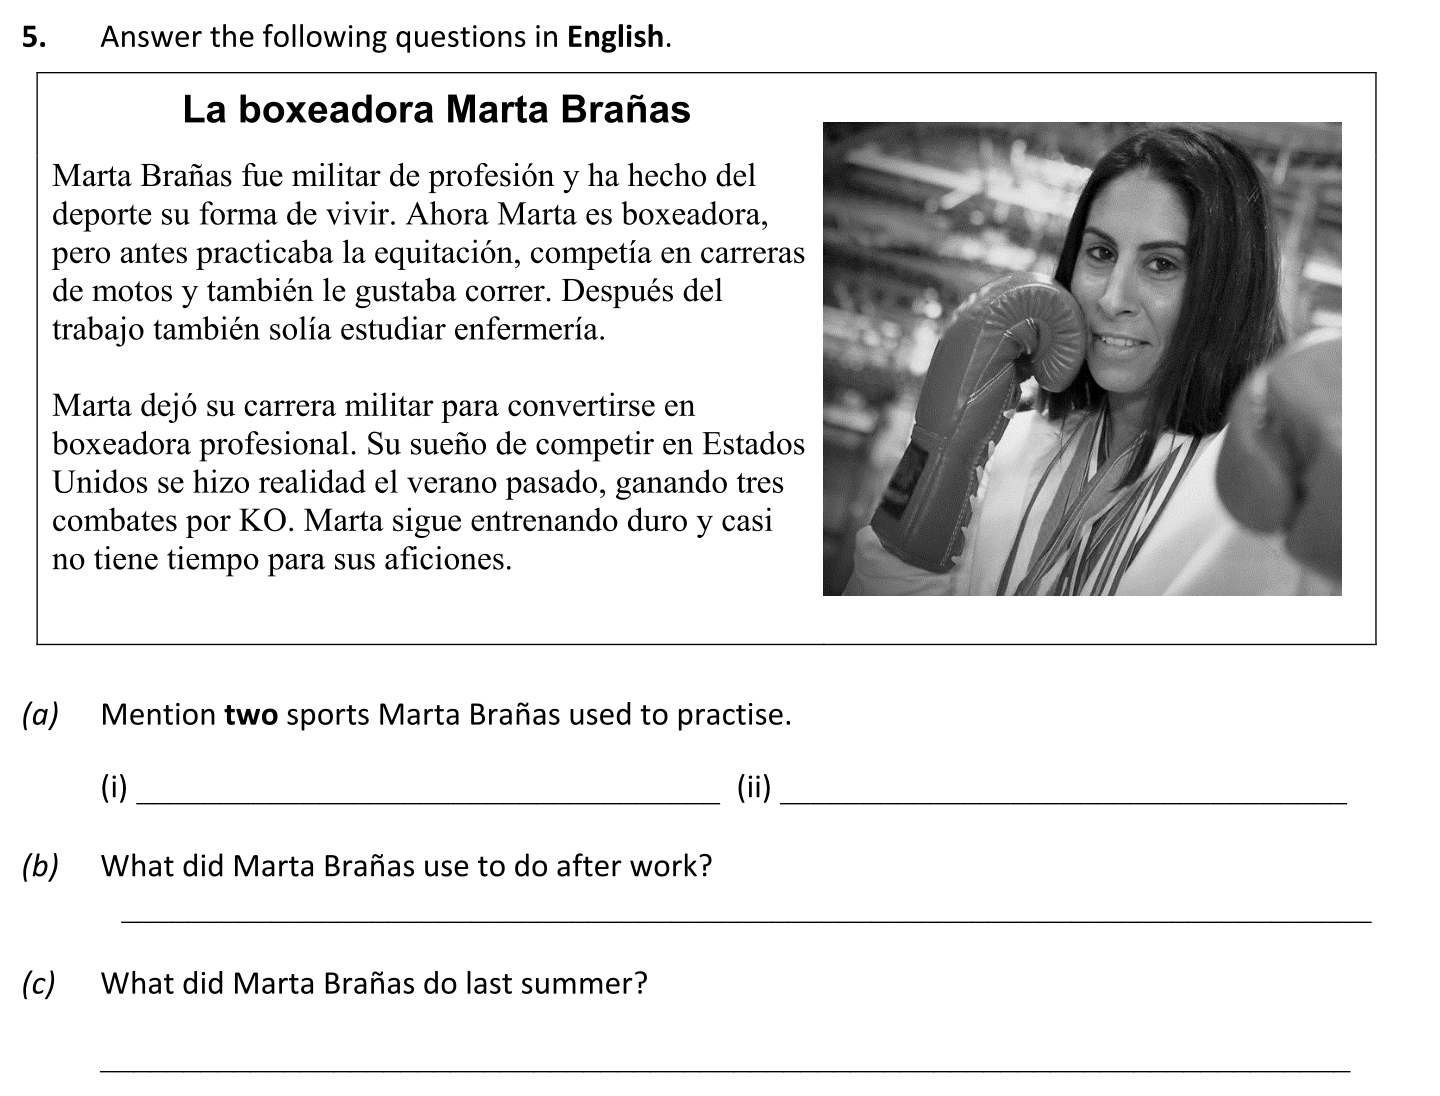 5. Answer the following questions in English.
La boxeadora Marta Brañas
Marta Brañas fue militar de profesión y ha hecho del
deporte su forma de vivir. Ahora Marta es boxeadora,
pero antes practicaba la equitación, competía en carreras
de motos y también le gustaba correr. Después del
trabajo también solía estudiar enfermería.
Marta dejó su carrera militar para convertirse en
boxeadora profesional. Su sueño de competir en Estados
Unidos se hizo realidad el verano pasado, ganando tres
combates por KO. Marta sigue entrenando duro y casi
no tiene tiempo para sus aficiones.
(a) Mention two sports Marta Brañas used to practise.
(i) (ii)
(b) What did Marta Brañas use to do after work?
(c) What did Marta Brañas do last summer?